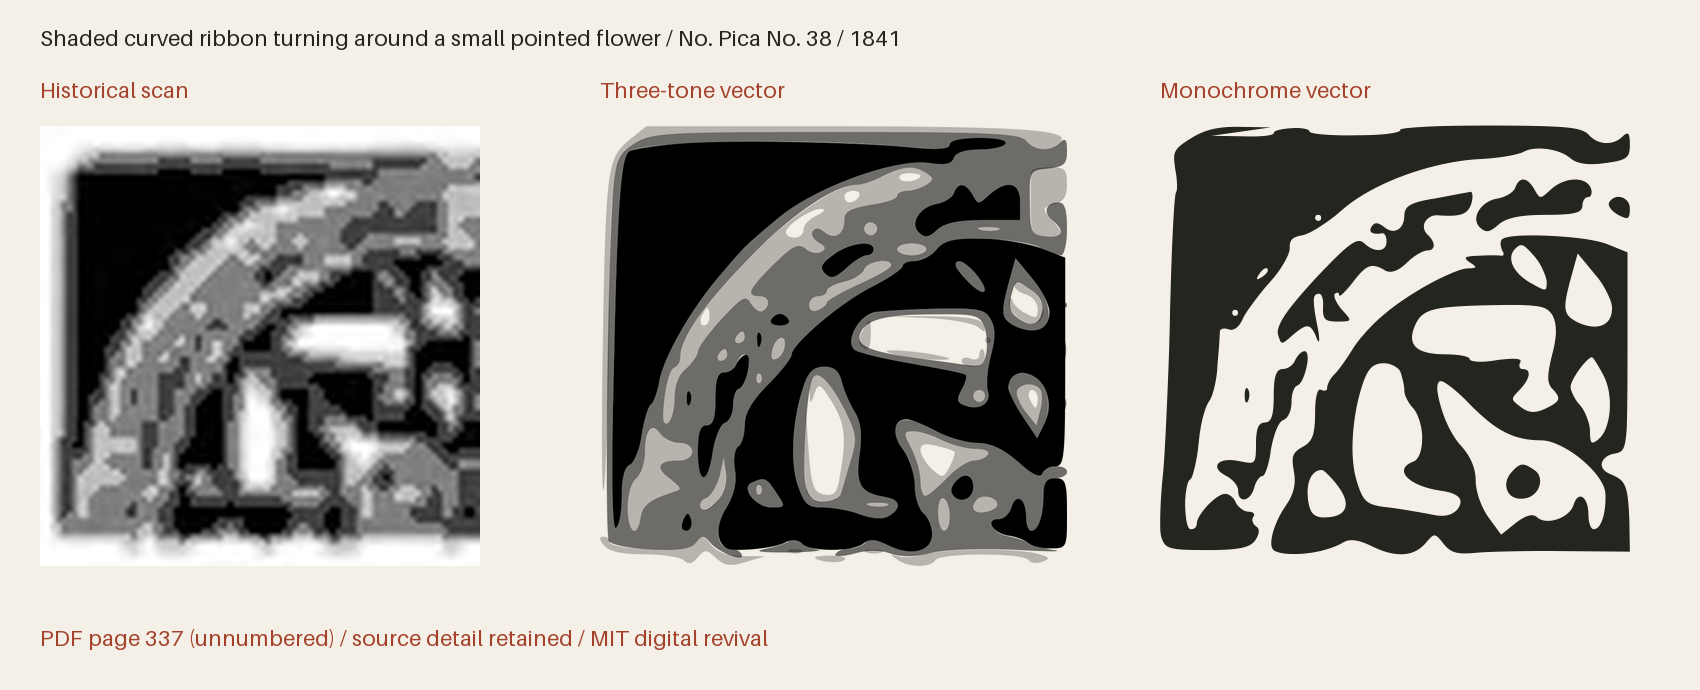 Shaded curved ribbon turning around a small pointed flower / No. Pica No. 38 / 1841
Historical scan
Three-tone vector
Monochrome vector
PDF page 337 (unnumbered) / source detail retained / MIT digital revival